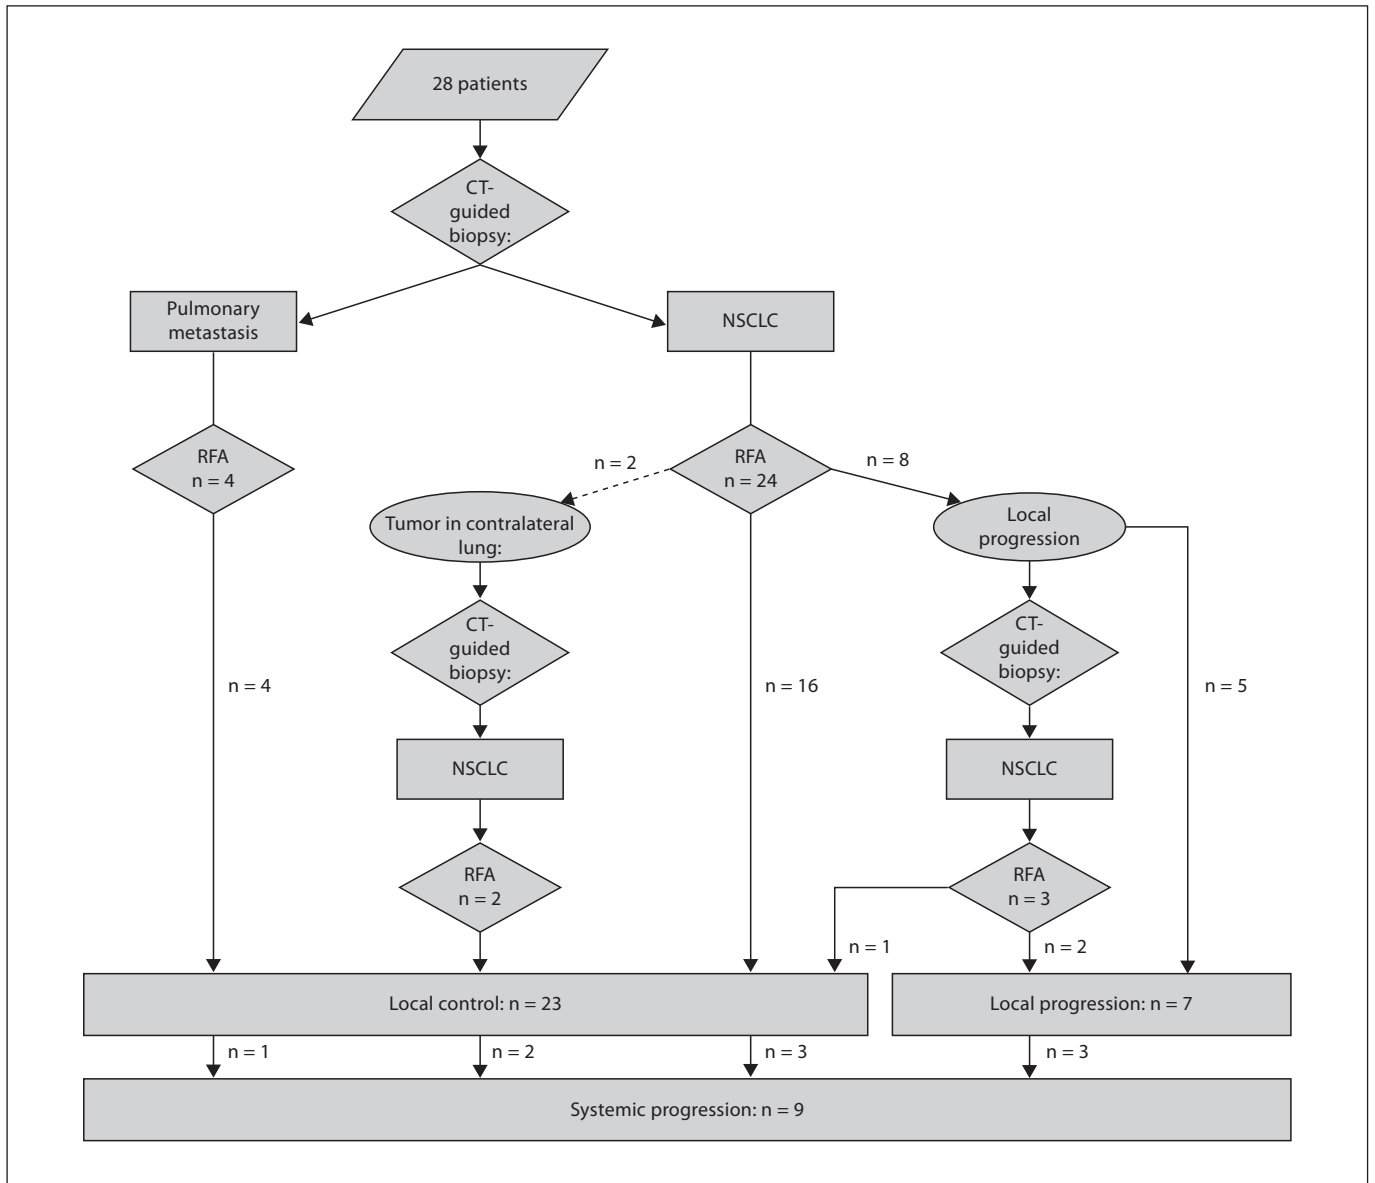 28 patients
CT-
guided
biopsy:
Pulmonary
metastasis
NSCLC
RFA
n = 4
n = 2
RFA
n = 24
n = 8
Tumor in contralateral
lung:
Local
progression
CT-
guided
biopsy:
CT-
guided
biopsy:
n = 4
n = 16
n = 5
NSCLC
NSCLC
RFA
n = 2
RFA
n = 3
n = 1
n = 2
Local control: n = 23
Local progression: n = 7
n = 1
n = 2
n = 3
n = 3
Systemic progression: n = 9